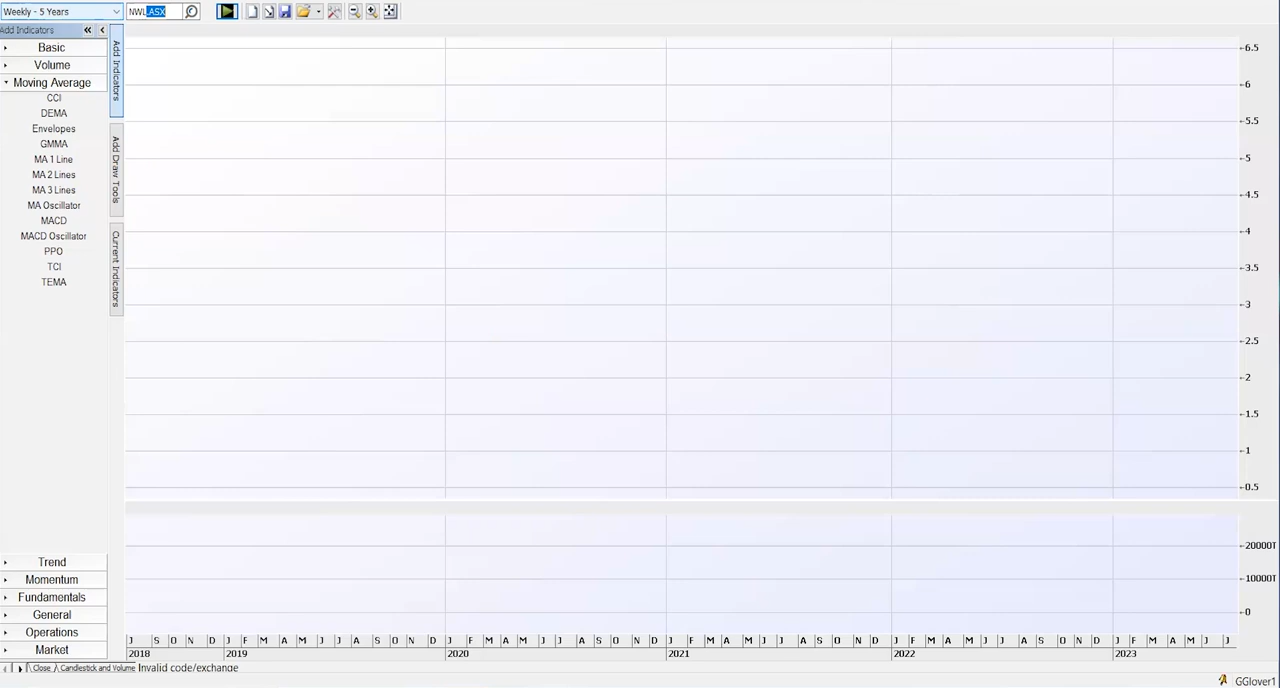 Weekly - 5 Years NWL.ASX
Add Indicators
Basic
Volume
Moving Average
CCI
DEMA
Envelopes
GMMA
MA 1 Line
MA 2 Lines
MA 3 Lines
MA Oscillator
MACD
MACD Oscillator
PPO
TCI
TEMA
Trend
Momentum
Fundamentals
General
Operations
Market
Add Indicators
Add Draw Tools
Current Indicators
6.5
6
5.5
5
4.5
4
3.5
3
2.5
2
1.5
1
0.5
20000T
10000T
0
J S O N D J F M A M J J A S O N D J F M A M J J A S O N D J F M A M J J A S O N D J F M A M J J A S O N D J F M A M J J
2018 2019 2020 2021 2022 2023
Close Candlestick and Volume Invalid code/exchange
GGlover1